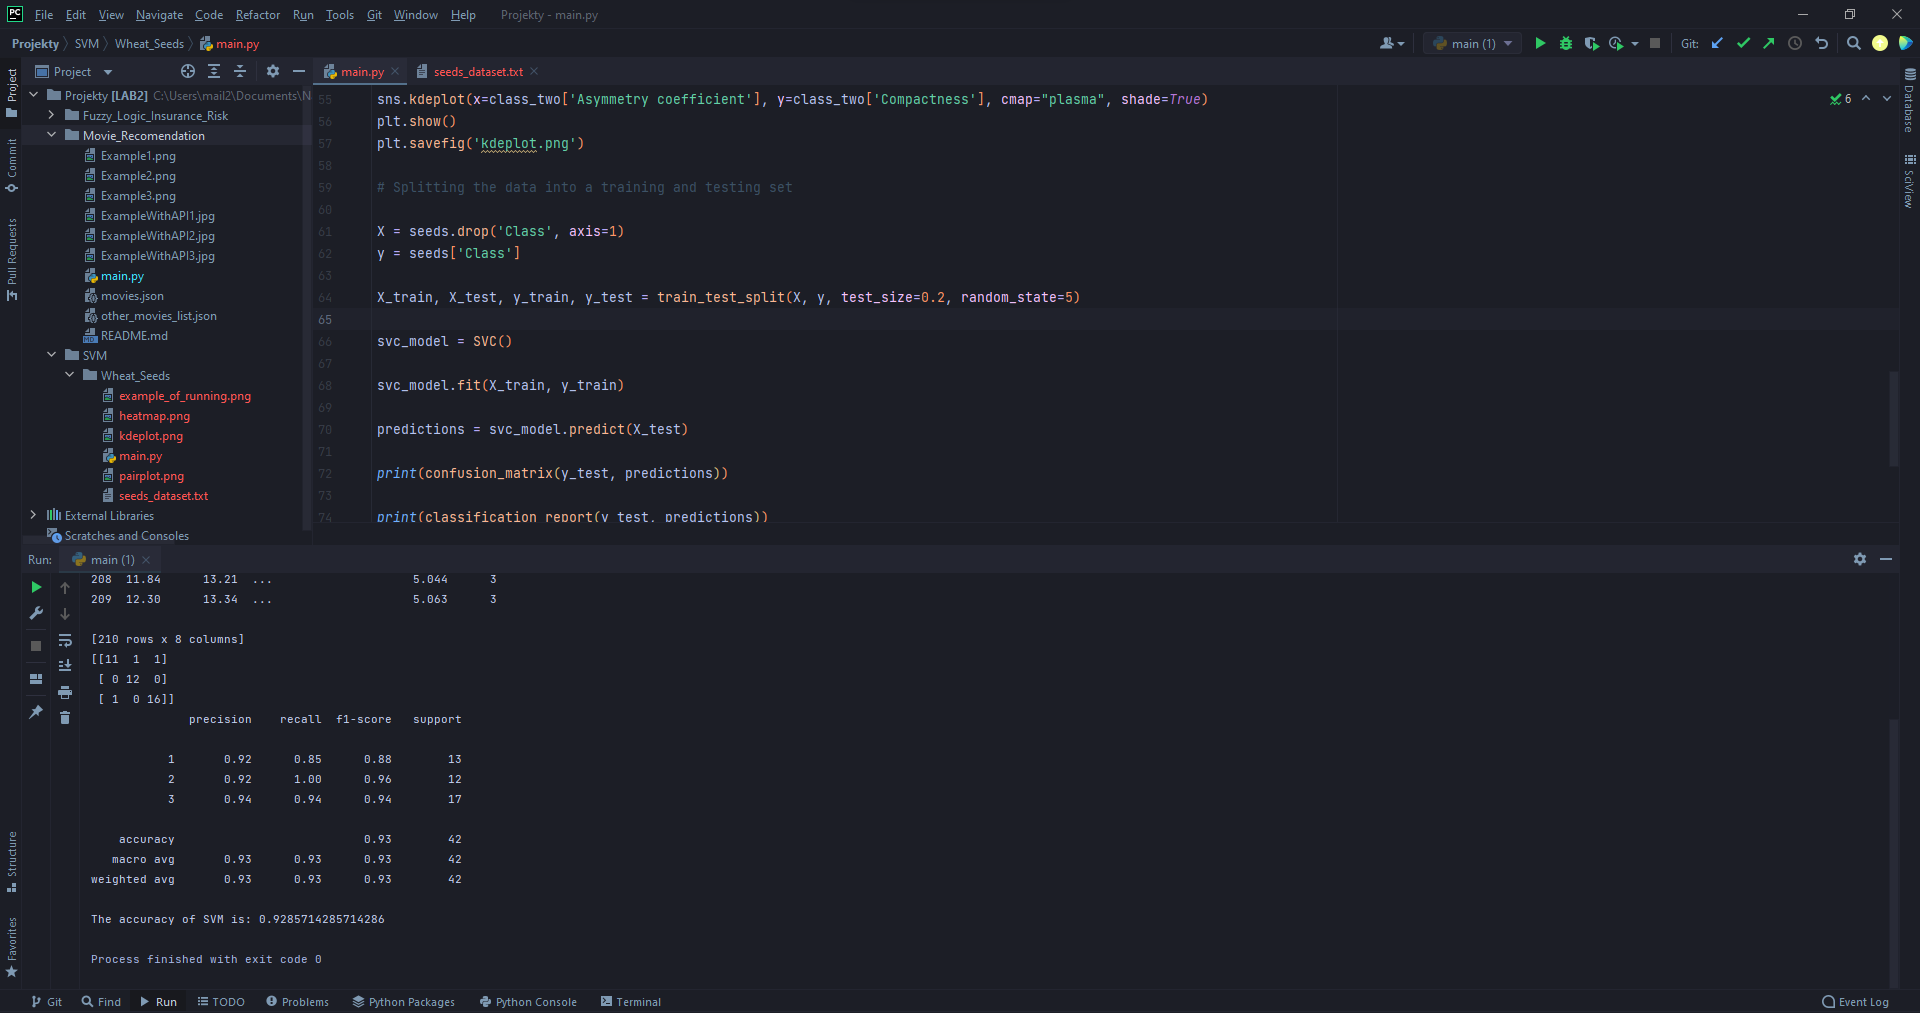 PC File Edit View Navigate Code Refactor Run Tools Git Window Help Projekty - main.py
Projekty SVM Wheat_Seeds main.py main (1) Git:
Project main.py seeds_dataset.txt
Project
Commit
Pull Requests
Structure
Favorites
Database
SciView
Projekty [LAB2] C:\Users\mail2\Documents\N
Fuzzy_Logic_Insurance_Risk
Movie_Recomendation
Example1.png
Example2.png
Example3.png
ExampleWithAPI1.jpg
ExampleWithAPI2.jpg
ExampleWithAPI3.jpg
main.py
movies.json
other_movies_list.json
README.md
SVM
Wheat_Seeds
example_of_running.png
heatmap.png
kdeplot.png
main.py
pairplot.png
seeds_dataset.txt
External Libraries
Scratches and Consoles
6
55 sns.kdeplot(x=class_two['Asymmetry coefficient'], y=class_two['Compactness'], cmap="plasma", shade=True)
56 plt.show()
57 plt.savefig('kdeplot.png')
58
59 # Splitting the data into a training and testing set
60
61 X = seeds.drop('Class', axis=1)
62 y = seeds['Class']
63
64 X_train, X_test, y_train, y_test = train_test_split(X, y, test_size=0.2, random_state=5)
65
66 svc_model = SVC()
67
68 svc_model.fit(X_train, y_train)
69
70 predictions = svc_model.predict(X_test)
71
72 print(confusion_matrix(y_test, predictions))
73
74 print(classification_report(y_test, predictions))
Run: main (1)
208 11.84 13.21 ... 5.044 3
209 12.30 13.34 ... 5.063 3
[210 rows x 8 columns]
[[11 1 1]
[ 0 12 0]
[ 1 0 16]]
precision recall f1-score support
1 0.92 0.85 0.88 13
2 0.92 1.00 0.96 12
3 0.94 0.94 0.94 17
accuracy 0.93 42
macro avg 0.93 0.93 0.93 42
weighted avg 0.93 0.93 0.93 42
The accuracy of SVM is: 0.9285714285714286
Process finished with exit code 0
Git Find Run TODO Problems Python Packages Python Console Terminal Event Log